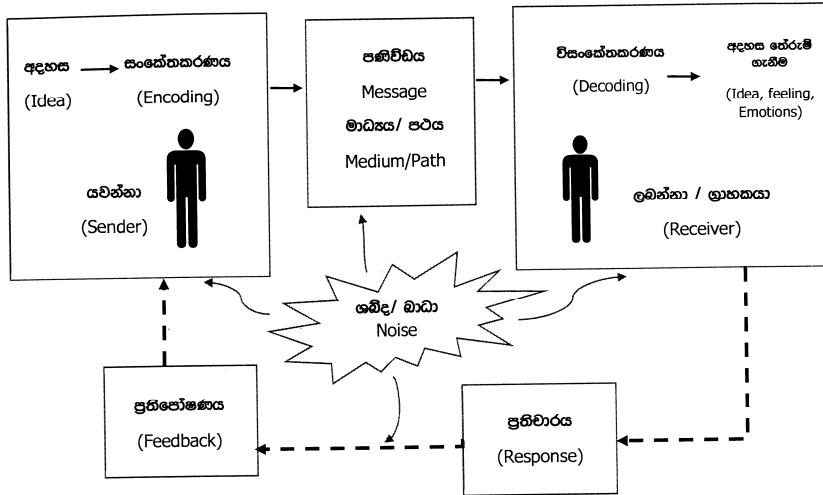 අදහස
(Idea)
සංකේතකරණය
(Encoding)
යවන්නා
(Sender)
පණිවිඩය
Message
මාධ්‍යය/ පථය
Medium/Path
විසංකේතකරණය
(Decoding)
අදහස තේරුම්
ගැනීම
(Idea, feeling,
Emotions)
ලබන්නා / ග්‍රාහකයා
(Receiver)
ශබ්ද/ බාධා
Noise
ප්‍රතිපෝෂණය
(Feedback)
ප්‍රතිචාරය
(Response)